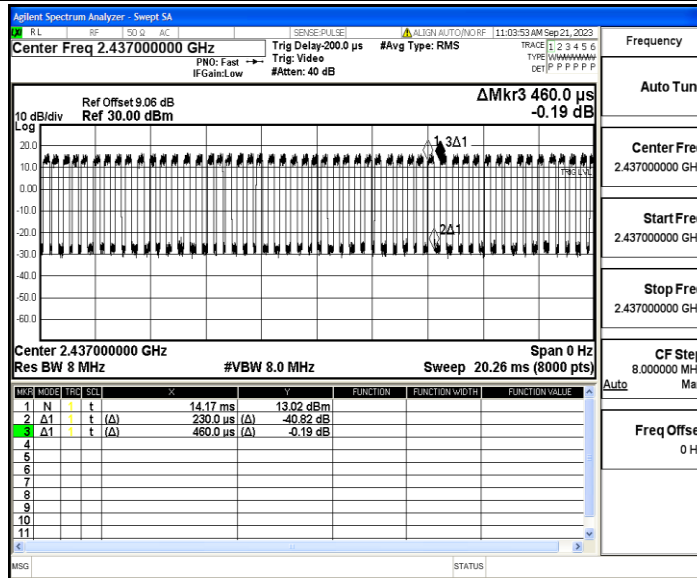 Agilent Spectrum Analyzer - Swept SA
RL RF 50 Ω AC SENSE:PULSE ALIGN AUTO/NO RF 11:03:53 AM Sep 21, 2023
Center Freq 2.437000000 GHz
PNO: Fast
IFGain:Low
Trig Delay-200.0 µs
Trig: Video
#Atten: 40 dB
#Avg Type: RMS
TRACE 1 2 3 4 5 6
TYPE WWWWWW
DET P P P P P P
ΔMkr3 460.0 µs
-0.19 dB
Ref Offset 9.06 dB
10 dB/div Ref 30.00 dBm
Log
20.0
10.0
0.00
-10.0
-20.0
-30.0
-40.0
-50.0
-60.0
1 3Δ1
TRIG LVL
2Δ1
Center 2.437000000 GHz Span 0 Hz
Res BW 8 MHz #VBW 8.0 MHz Sweep 20.26 ms (8000 pts)
MKR MODE TRC SCL X Y FUNCTION FUNCTION WIDTH FUNCTION VALUE
1 N 1 t 14.17 ms 13.02 dBm
2 Δ1 1 t (Δ) 230.0 µs (Δ) -40.82 dB
3 Δ1 1 t (Δ) 460.0 µs (Δ) -0.19 dB
4
5
6
7
8
9
10
11
MSG STATUS
Frequency
Auto Tun
Center Fre
2.437000000 GH
Start Fre
2.437000000 GH
Stop Fre
2.437000000 GH
CF Step
8.000000 MH
Auto Ma
Freq Offse
0 H